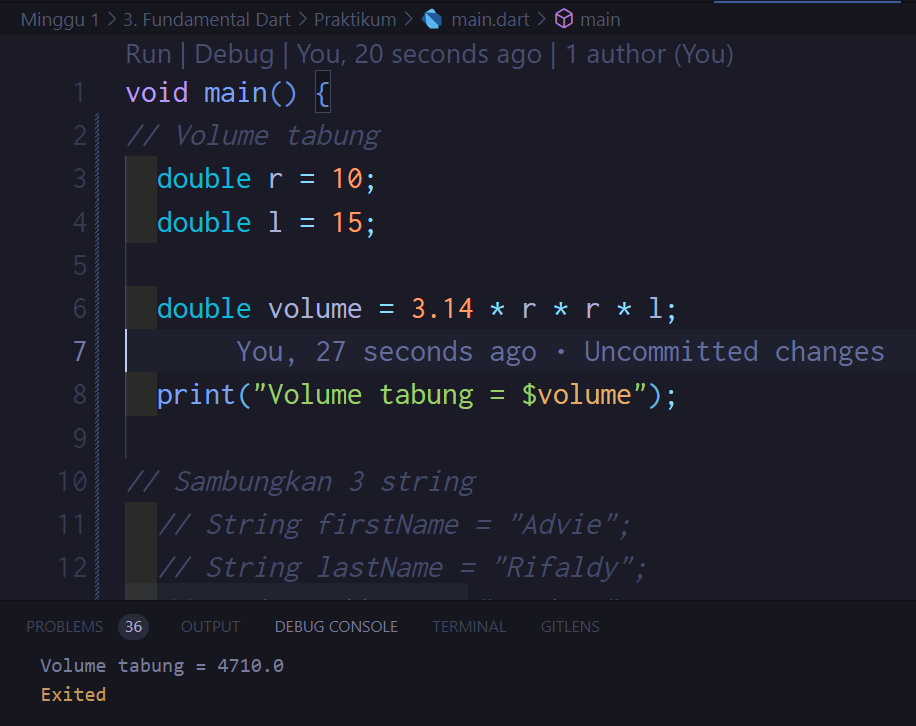 Minggu 1 > 3. Fundamental Dart > Praktikum > main.dart > main
Run | Debug | You, 20 seconds ago | 1 author (You)
1 void main() {
2 // Volume tabung
3 double r = 10;
4 double l = 15;
5
6 double volume = 3.14 * r * r * l;
7 You, 27 seconds ago • Uncommitted changes
8 print("Volume tabung = $volume");
9
10 // Sambungkan 3 string
11 // String firstName = "Advie";
12 // String lastName = "Rifaldy";
PROBLEMS 36 OUTPUT DEBUG CONSOLE TERMINAL GITLENS
Volume tabung = 4710.0
Exited